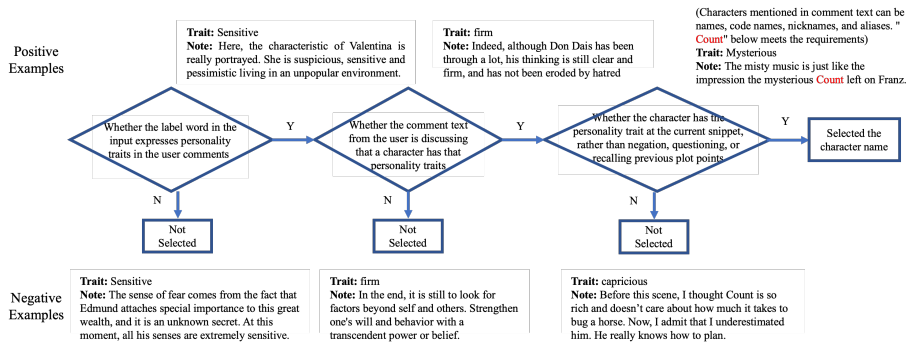 Positive
Examples
Trait: Sensitive
Note: Here, the characteristic of Valentina is
really portrayed. She is suspicious, sensitive and
pessimistic living in an unpopular environment.
Trait: firm
Note: Indeed, although Don Dais has been
through a lot, his thinking is still clear and
firm, and has not been eroded by hatred
(Characters mentioned in comment text can be
names, code names, nicknames, and aliases. "
Count" below meets the requirements)
Trait: Mysterious
Note: The misty music is just like the
impression the mysterious Count left on Franz.
Whether the label word in the
input expresses personality
traits in the user comments
Y
Whether the comment text
from the user is discussing
that a character has that
personality traits
Y
Whether the character has the
personality trait at the current snippet,
rather than negation, questioning, or
recalling previous plot points
Y
Selected the
character name
N
Not
Selected
N
Not
Selected
N
Not
Selected
Negative
Examples
Trait: Sensitive
Note: The sense of fear comes from the fact that
Edmund attaches special importance to this great
wealth, and it is an unknown secret. At this
moment, all his senses are extremely sensitive.
Trait: firm
Note: In the end, it is still to look for
factors beyond self and others. Strengthen
one's will and behavior with a
transcendent power or belief.
Trait: capricious
Note: Before this scene, I thought Count is so
rich and doesn't care about how much it takes to
bug a horse. Now, I admit that I underestimated
him. He really knows how to plan.